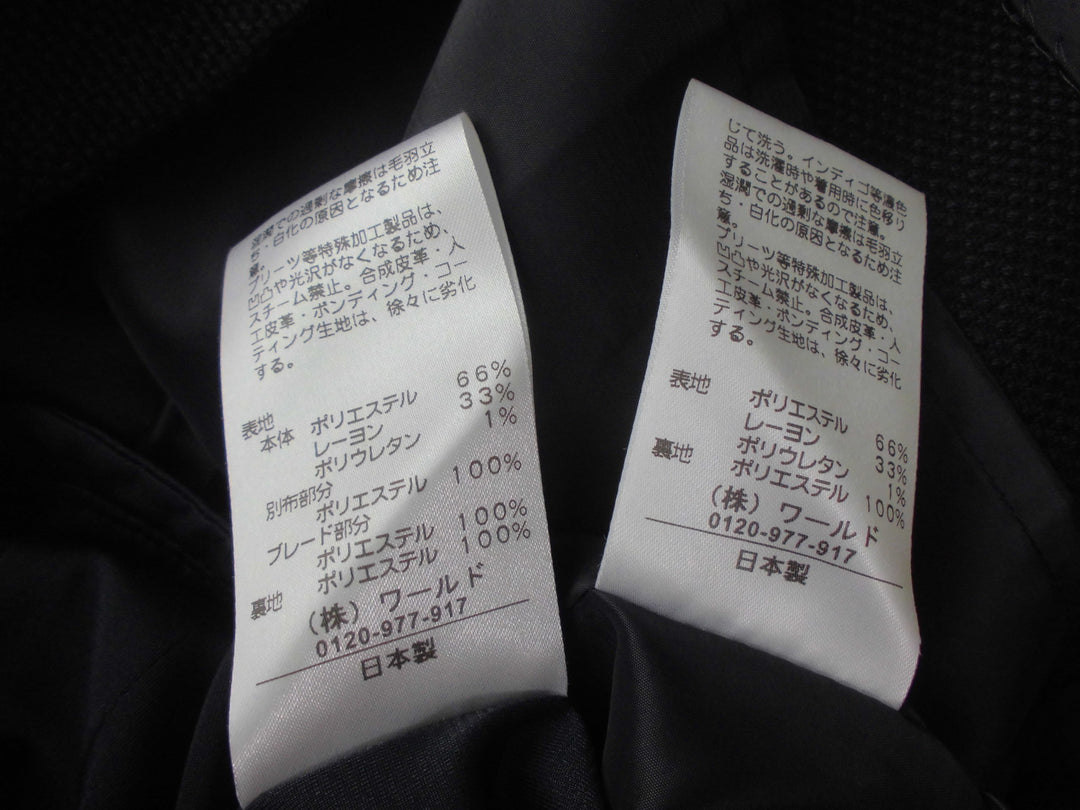 湿潤での過剰な摩擦は毛羽立
ち・白化の原因となるため注
意。
プリーツ等特殊加工製品は、
凹凸や光沢がなくなるため、
スチーム禁止。合成皮革・人
工皮革・ボンディング・コー
ティング生地は、徐々に劣化
する。
表地
本体 ポリエステル 66%
レーヨン 33%
ポリウレタン 1%
別布部分
ポリエステル 100%
ブレード部分
ポリエステル 100%
裏地 ポリエステル 100%
(株) ワールド
0120-977-917
日本製
じて洗う。インディゴ等濃色
品は洗濯時や着用時に色移り
することがあるので注意。
湿潤での過剰な摩擦は毛羽立
ち・白化の原因となるため注
意。
プリーツ等特殊加工製品は、
凹凸や光沢がなくなるため、
スチーム禁止。合成皮革・人
工皮革・ボンディング・コー
ティング生地は、徐々に劣化
する。
表地 ポリエステル 66%
レーヨン 33%
ポリウレタン 1%
裏地 ポリエステル 100%
(株) ワールド
0120-977-917
日本製